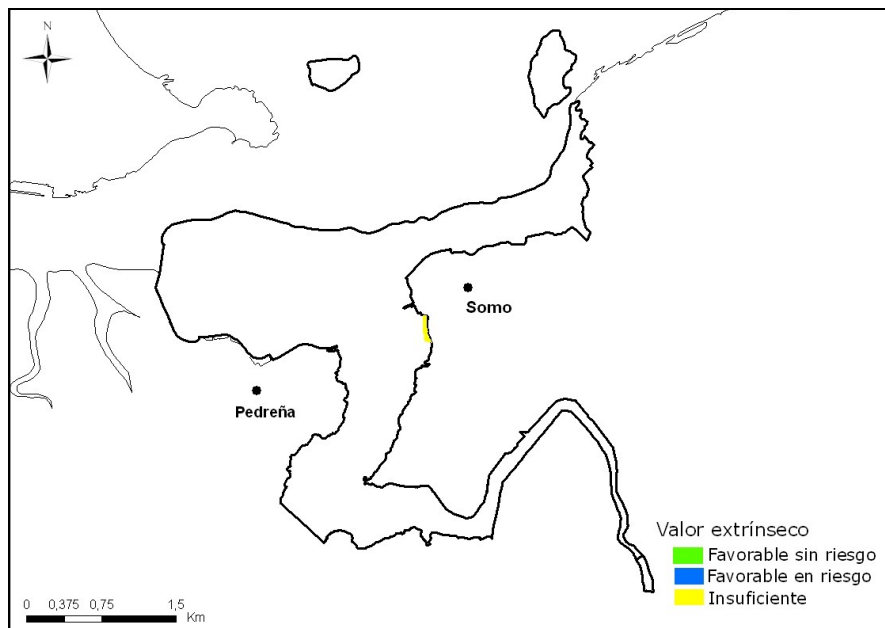 N
Somo
Pedreña
Valor extrínseco
Favorable sin riesgo
Favorable en riesgo
Insuficiente
0 0,375 0,75 1,5
Km